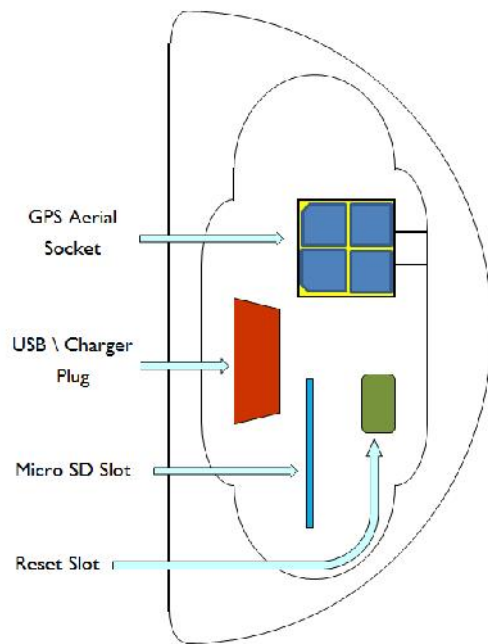 GPS Aerial
Socket
USB \ Charger
Plug
Micro SD Slot
Reset Slot